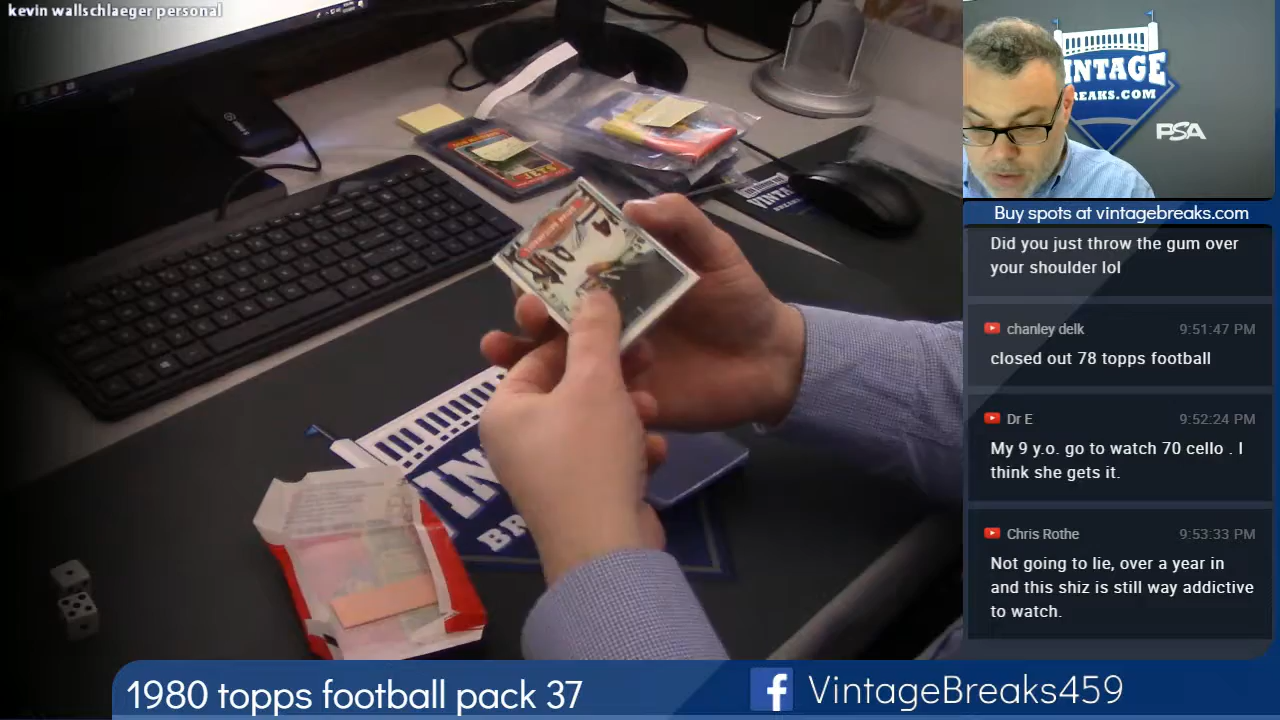 kevin wallschlaeger personal
VINTAGE
BREAKS.COM
PSA
Buy spots at vintagebreaks.com
Did you just throw the gum over
your shoulder lol
chanley delk 9:51:47 PM
closed out 78 topps football
Dr E 9:52:24 PM
My 9 y.o. go to watch 70 cello . I
think she gets it.
Chris Rothe 9:53:33 PM
Not going to lie, over a year in
and this shiz is still way addictive
to watch.
1980 topps football pack 37
VintageBreaks459